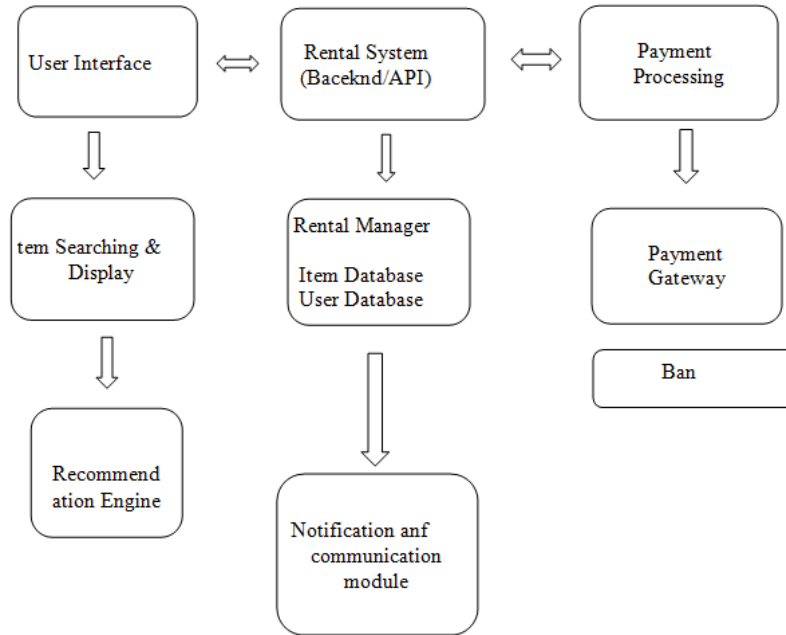 User Interface
Rental System
(Baceknd/API)
Payment
Processing
tem Searching &
Display
Rental Manager
Item Database
User Database
Payment
Gateway
Ban
Recommend
ation Engine
Notification anf
communication
module